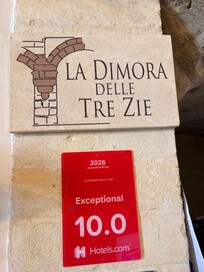 LA DIMORA
DELLE
TRE ZIE
2026
Exceptional
10.0
Hotels.com